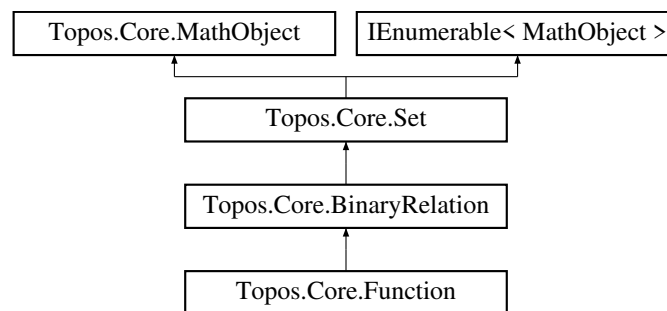 Topos.Core.MathObject
IEnumerable< MathObject >
Topos.Core.Set
Topos.Core.BinaryRelation
Topos.Core.Function